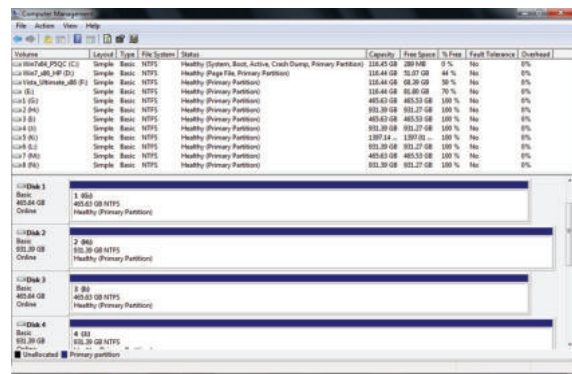 Computer Management
File Action View Help
Volume Layout Type File System Status Capacity Free Space % Free Fault Tolerance Overhead
Win7x64_PSQC (C:) Simple Basic NTFS Healthy (System, Boot, Active, Crash Dump, Primary Partition) 116.45 GB 289 MB 0 % No 0%
Win7_x86_HP (D:) Simple Basic NTFS Healthy (Page File, Primary Partition) 116.44 GB 51.07 GB 44 % No 0%
Vista_Ultimate_x86 (F:) Simple Basic NTFS Healthy (Primary Partition) 116.44 GB 50 % No 0%
(E:) Simple Basic NTFS Healthy (Primary Partition) 116.44 GB 81.80 GB 70 % No 0%
1 (G:) Simple Basic NTFS Healthy (Primary Partition) 465.63 GB 465.53 GB 100 % No 0%
2 (H:) Simple Basic NTFS Healthy (Primary Partition) 931.39 GB 931.27 GB 100 % No 0%
3 (I:) Simple Basic NTFS Healthy (Primary Partition) 465.63 GB 465.53 GB 100 % No 0%
4 (J:) Simple Basic NTFS Healthy (Primary Partition) 931.39 GB 931.27 GB 100 % No 0%
5 (K:) Simple Basic NTFS Healthy (Primary Partition) 1397.14 ... 1397.01 ... 100 % No 0%
6 (L:) Simple Basic NTFS Healthy (Primary Partition) 931.39 GB 931.27 GB 100 % No 0%
7 (M:) Simple Basic NTFS Healthy (Primary Partition) 465.63 GB 465.53 GB 100 % No 0%
8 (N:) Simple Basic NTFS Healthy (Primary Partition) 931.39 GB 931.27 GB 100 % No 0%
Disk 1
Basic
465.64 GB
Online
1 (G:)
465.63 GB NTFS
Healthy (Primary Partition)
Disk 2
Basic
931.39 GB
Online
2 (H:)
931.39 GB NTFS
Healthy (Primary Partition)
Disk 3
Basic
465.64 GB
Online
3 (I:)
465.63 GB NTFS
Healthy (Primary Partition)
Disk 4
Basic
931.39 GB
4 (J:)
931.39 GB NTFS
Unallocated Primary partition